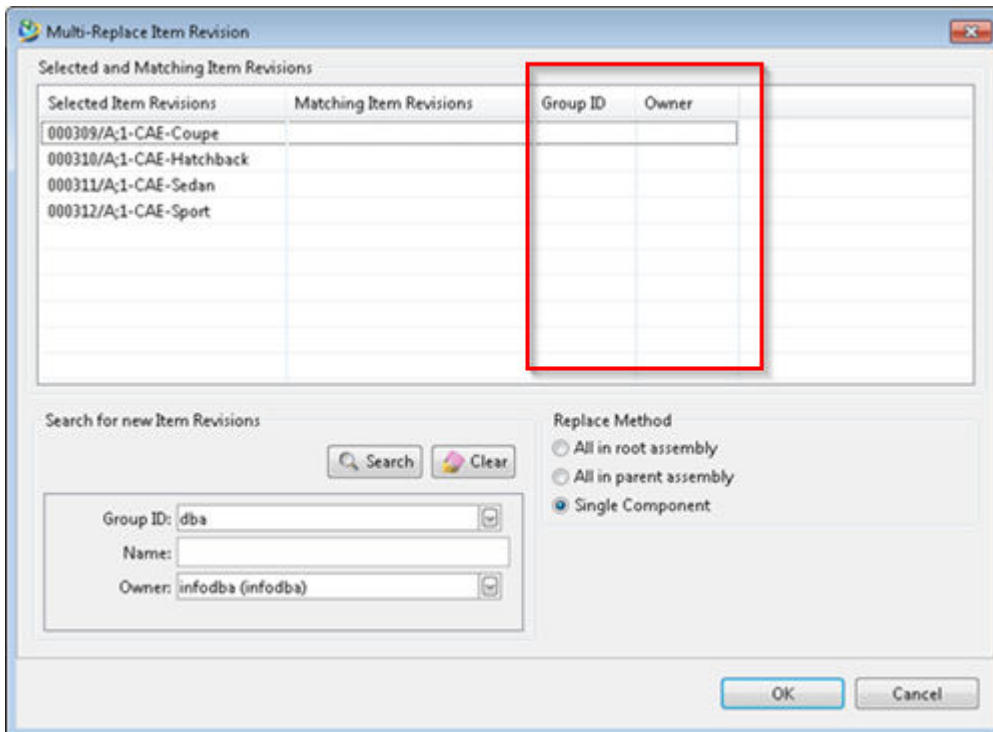 Multi-Replace Item Revision
Selected and Matching Item Revisions
Selected Item Revisions Matching Item Revisions Group ID Owner
000309/A;1-CAE-Coupe
000310/A;1-CAE-Hatchback
000311/A;1-CAE-Sedan
000312/A;1-CAE-Sport
Search for new Item Revisions
Search Clear
Group ID: dba
Name:
Owner: infodba (infodba)
Replace Method
All in root assembly
All in parent assembly
Single Component
OK Cancel